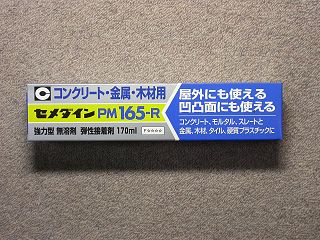 コンクリート・金属・木材用
セメダイン PM165-R
強力型 無溶剤 弾性接着剤 170ml F☆☆☆☆
屋外にも使える
凹凸面にも使える
コンクリート、モルタル、スレートと
金属、木材、タイル、硬質プラスチックに